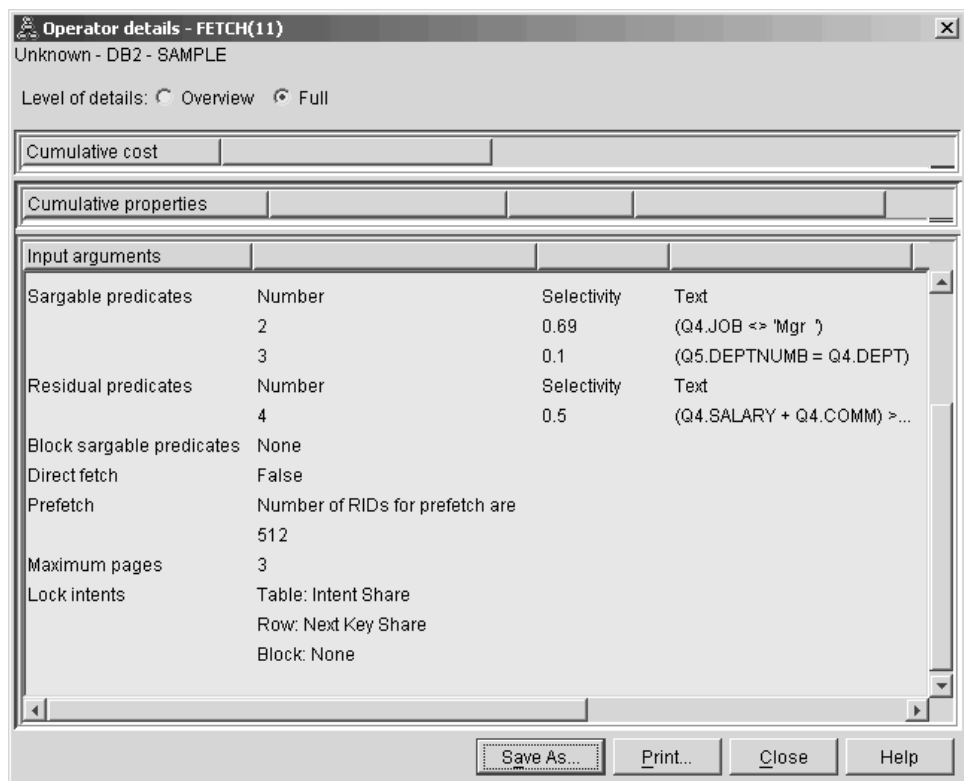 Operator details - FETCH(11)
Unknown - DB2 - SAMPLE
Level of details: Overview Full
Cumulative cost
Cumulative properties
Input arguments
Sargable predicates Number Selectivity Text
2 0.69 (Q4.JOB <> 'Mgr ')
3 0.1 (Q5.DEPTNUMB = Q4.DEPT)
Residual predicates Number Selectivity Text
4 0.5 (Q4.SALARY + Q4.COMM) >...
Block sargable predicates None
Direct fetch False
Prefetch Number of RIDs for prefetch are
512
Maximum pages 3
Lock intents Table: Intent Share
Row: Next Key Share
Block: None
Save As... Print... Close Help